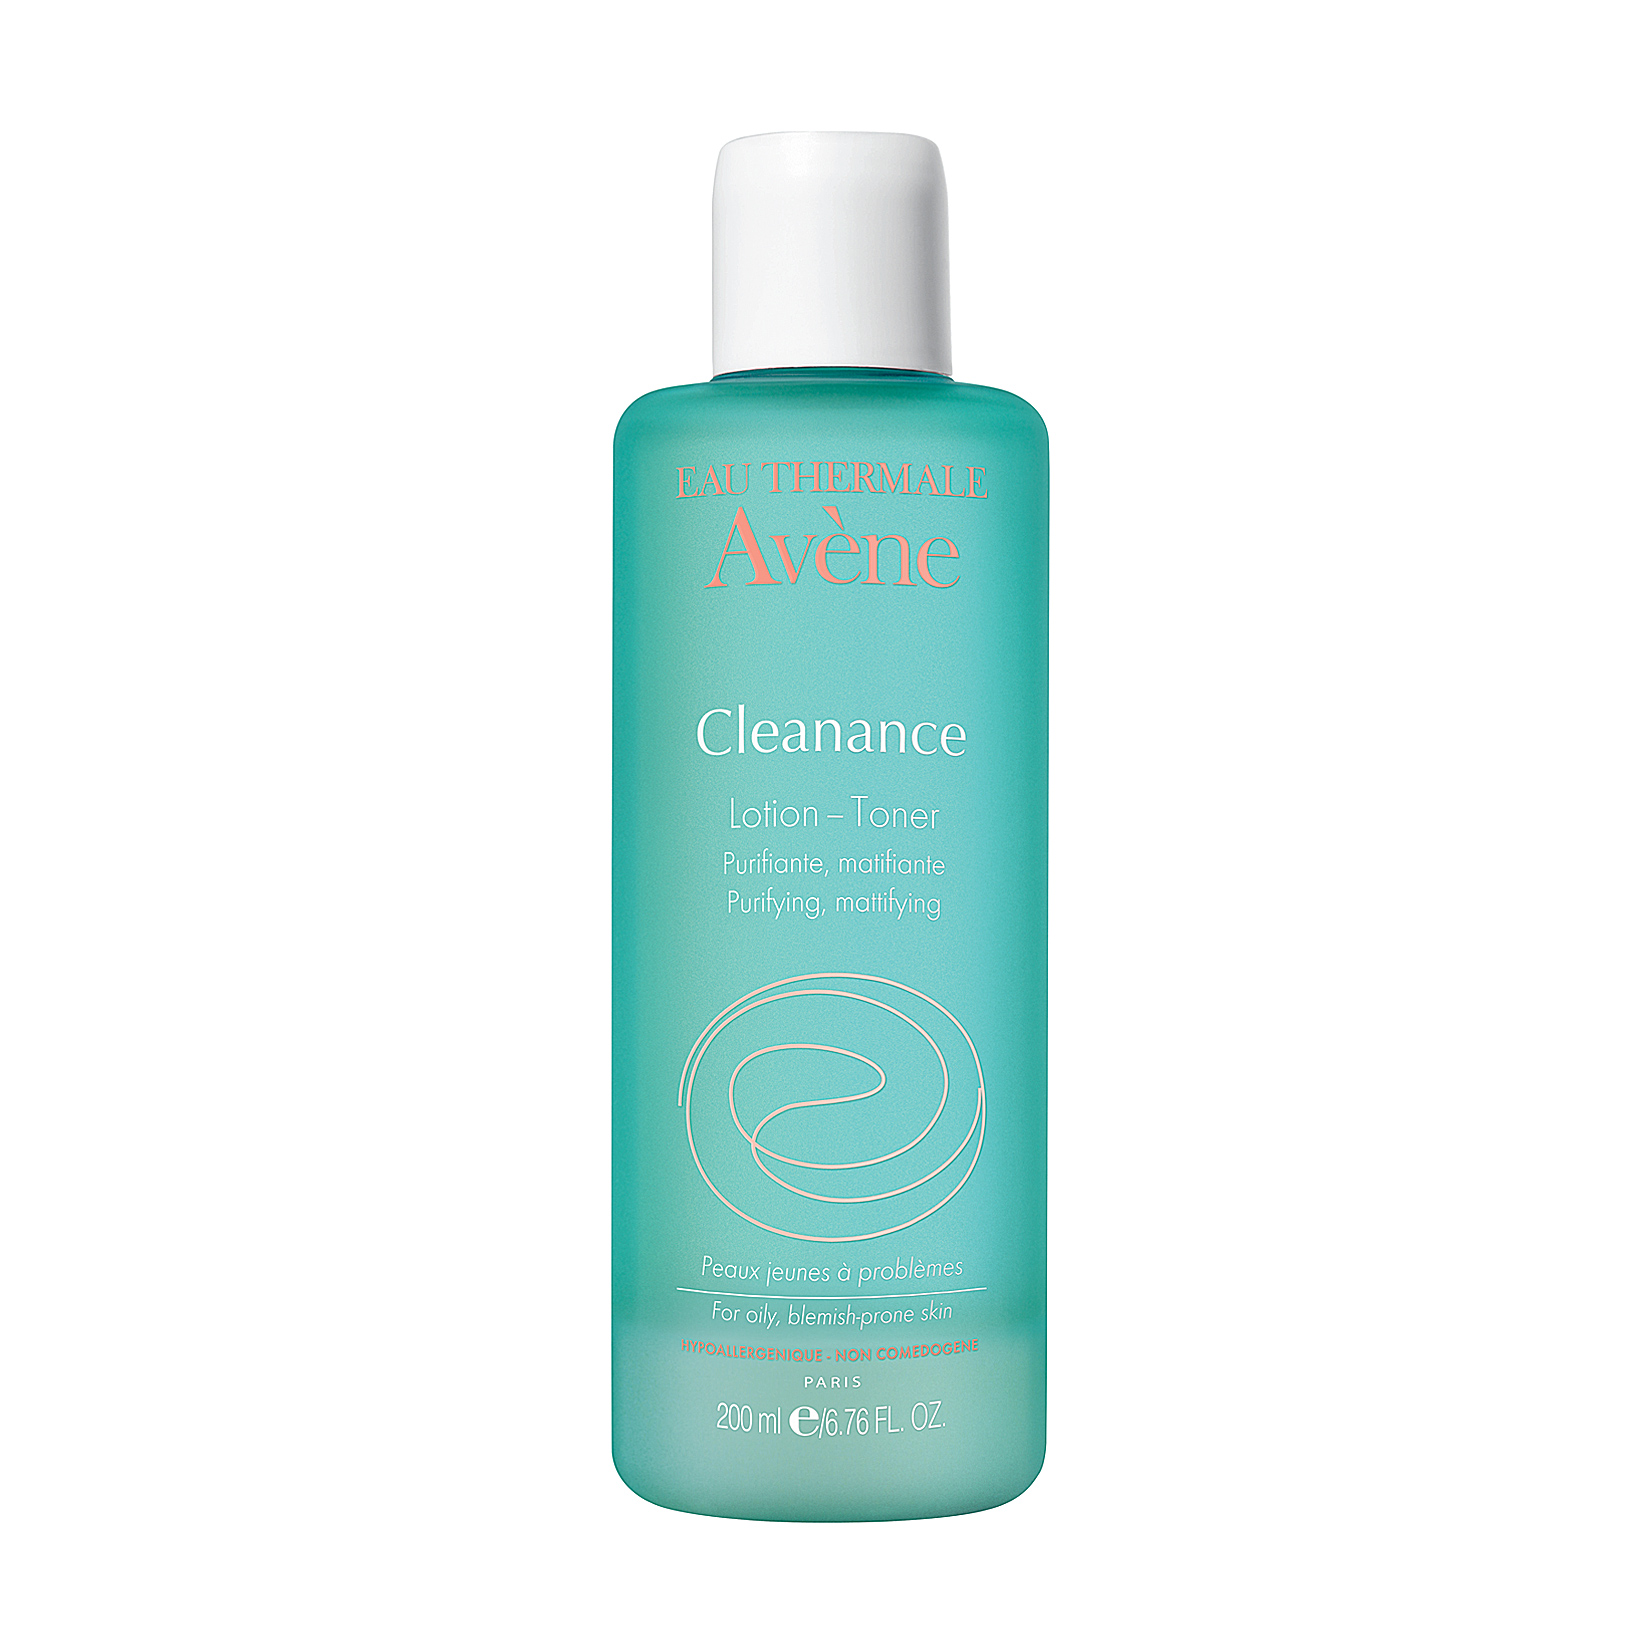 EAU THERMALE
Avène
Cleanance
Lotion – Toner
Purifiante, matifiante
Purifying, mattifying
Peaux jeunes à problèmes
For oily, blemish-prone skin
HYPOALLERGENIQUE - NON COMEDOGENE
PARIS
200 ml e/6.76 FL. OZ.